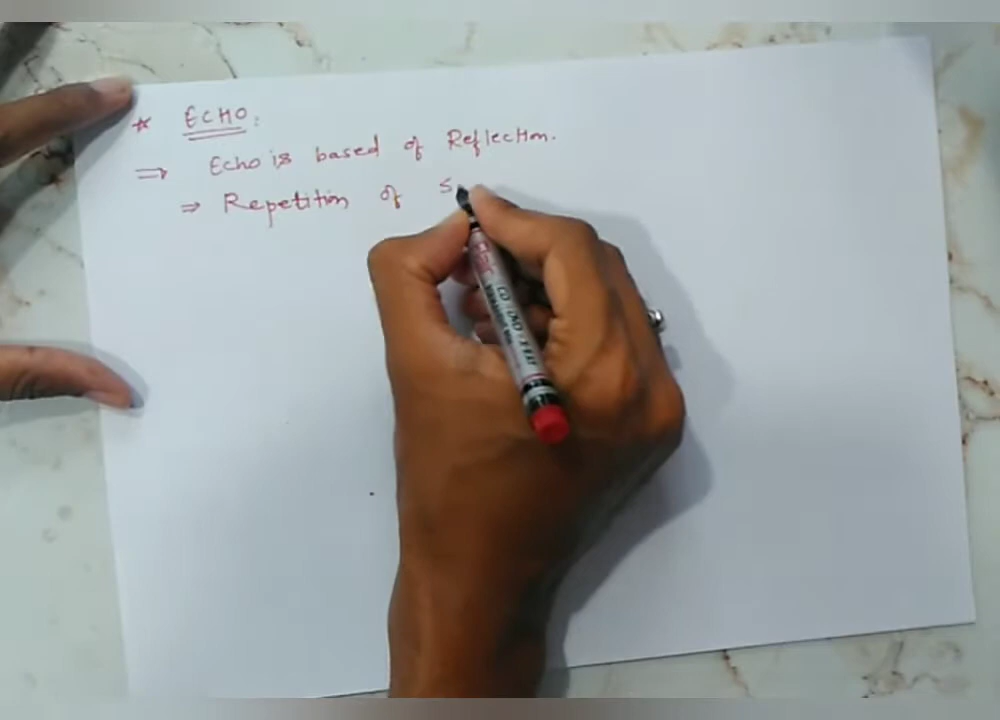 * ECHO:
⇒ Echo is based of Reflection.
⇒ Repetition of S